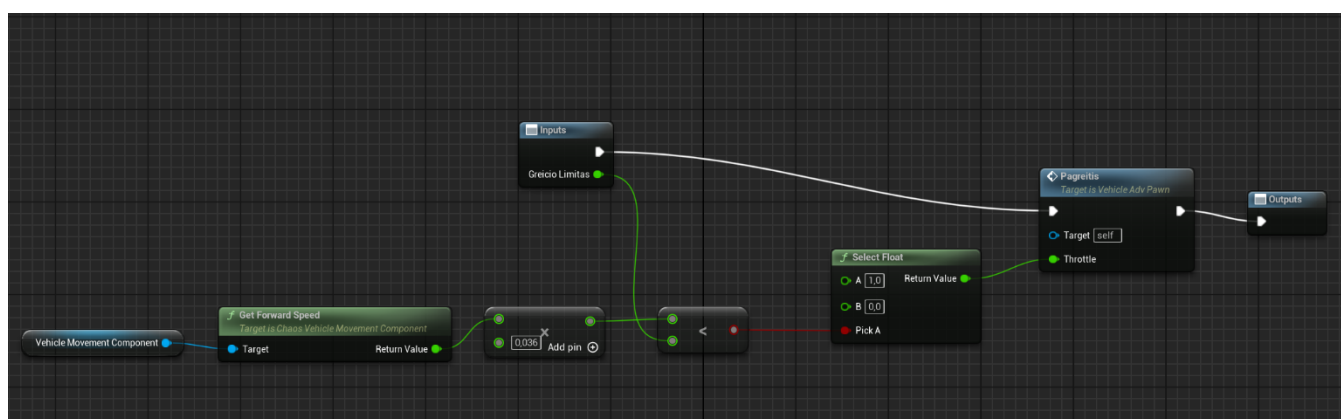 Inputs
Greicio Limitas
Pagreitis
Target is Vehicle Adv Pawn
Target self
Throttle
Outputs
f Select Float
A 1,0 Return Value
B 0,0
Pick A
f Get Forward Speed
Target is Chaos Vehicle Movement Component
Target Return Value
Vehicle Movement Component
×
0,036 Add pin
<